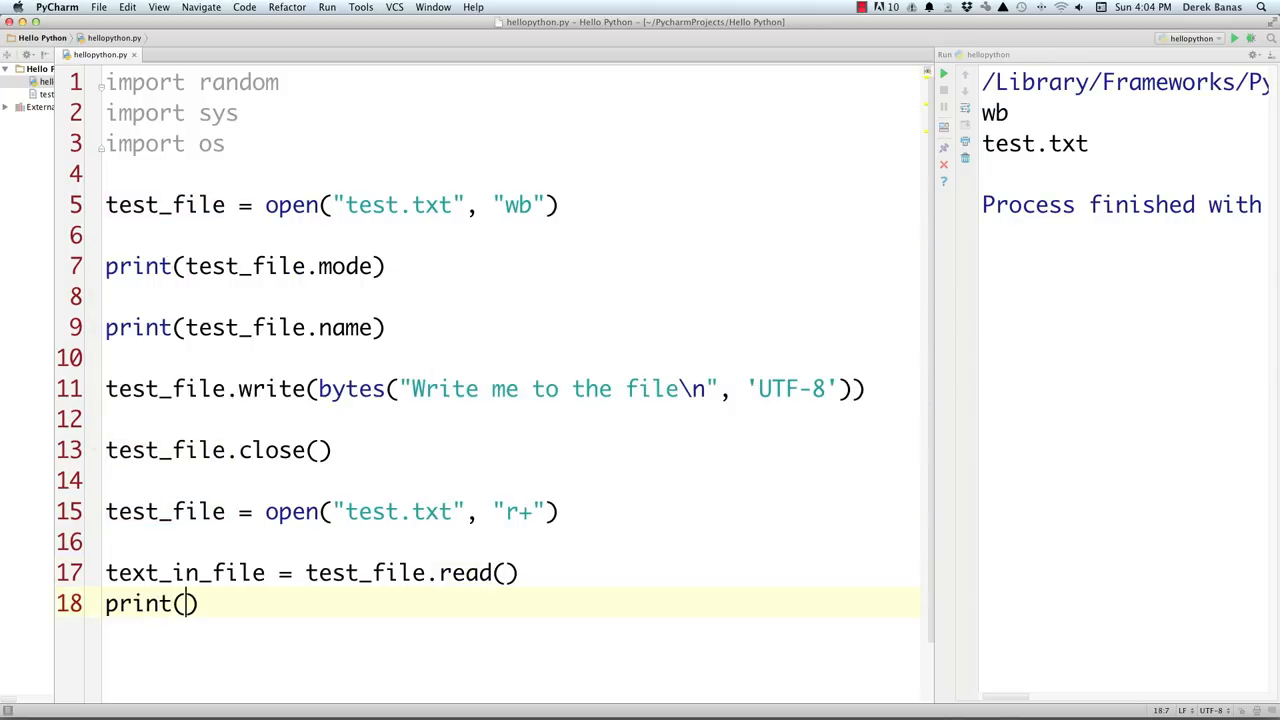 PyCharm File Edit View Navigate Code Refactor Run Tools VCS Window Help 10 Sun 4:04 PM Derek Banas
hellopython.py - Hello Python - [~/PycharmProjects/Hello Python]
Hello Python hellopython.py hellopython
hellopython.py Run hellopython
Hello P
hell
test
Externa
1 import random
2 import sys
3 import os
4
5 test_file = open("test.txt", "wb")
6
7 print(test_file.mode)
8
9 print(test_file.name)
10
11 test_file.write(bytes("Write me to the file\n", 'UTF-8'))
12
13 test_file.close()
14
15 test_file = open("test.txt", "r+")
16
17 text_in_file = test_file.read()
18 print()
/Library/Frameworks/Py
wb
test.txt
Process finished with
18:7 LF UTF-8